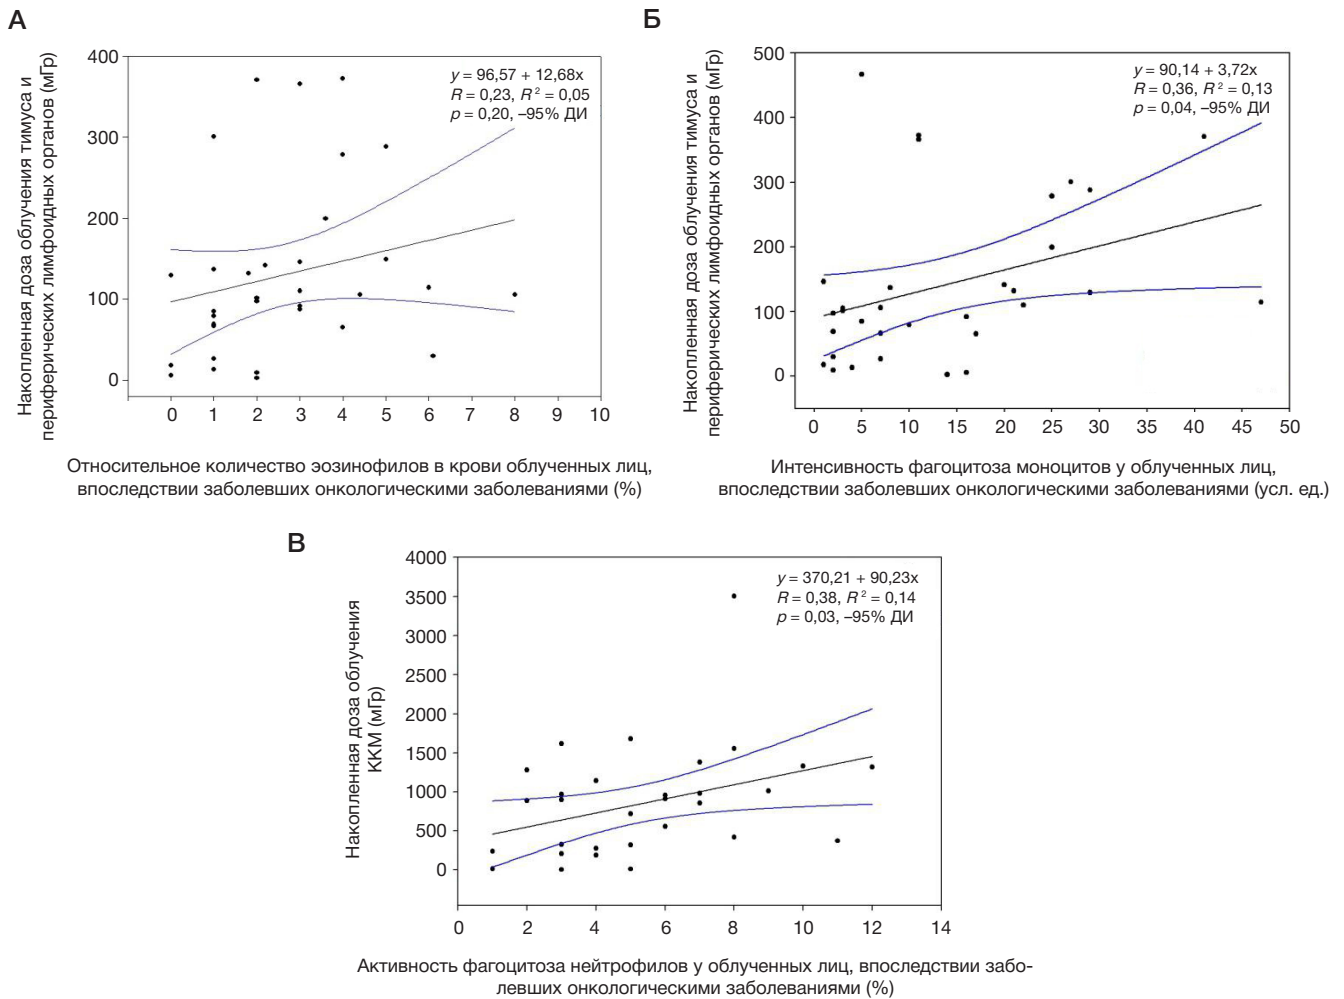 А
Накопленная доза облучения тимуса и
периферических лимфоидных органов (мГр)
400
300
200
100
0
y = 96,57 + 12,68x
R = 0,23, R² = 0,05
p = 0,20, –95% ДИ
0 1 2 3 4 5 6 7 8 9 10
Относительное количество эозинофилов в крови облученных лиц,
впоследствии заболевших онкологическими заболеваниями (%)
Б
Накопленная доза облучения тимуса и
периферических лимфоидных органов (мГр)
500
400
300
200
100
0
y = 90,14 + 3,72x
R = 0,36, R² = 0,13
p = 0,04, –95% ДИ
0 5 10 15 20 25 30 35 40 45 50
Интенсивность фагоцитоза моноцитов у облученных лиц,
впоследствии заболевших онкологическими заболеваниями (усл. ед.)
В
Накопленная доза облучения
ККМ (мГр)
4000
3500
3000
2500
2000
1500
1000
500
0
y = 370,21 + 90,23x
R = 0,38, R² = 0,14
p = 0,03, –95% ДИ
0 2 4 6 8 10 12 14
Активность фагоцитоза нейтрофилов у облученных лиц, впоследствии забо-
левших онкологическими заболеваниями (%)